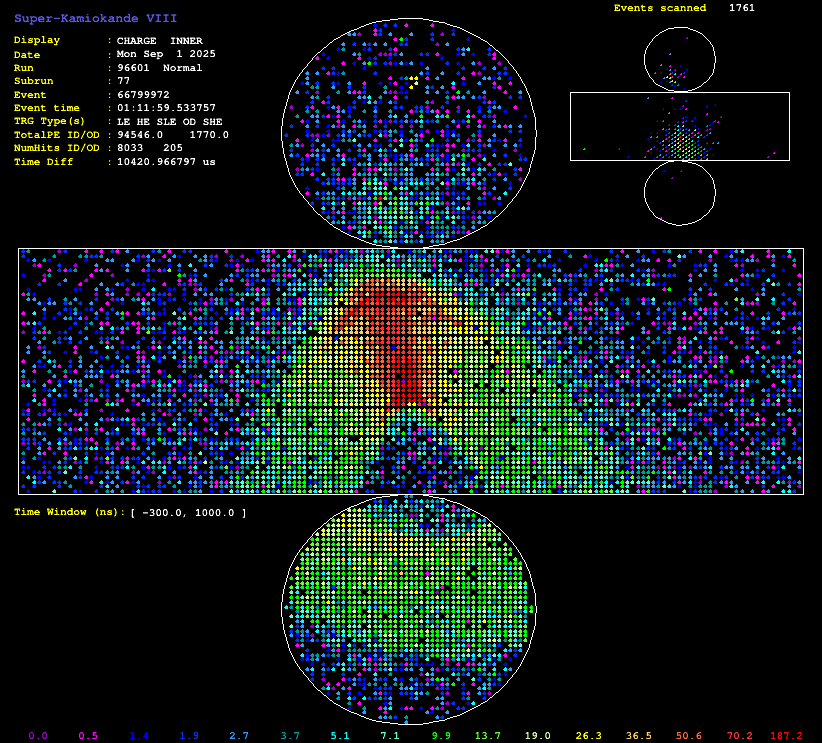 Super-Kamiokande VIII
Events scanned 1761
Display : CHARGE INNER
Date : Mon Sep 1 2025
Run : 96601 Normal
Subrun : 77
Event : 66799972
Event time : 01:11:59.533757
TRG Type(s) : LE HE SLE OD SHE
TotalPE ID/OD : 94546.0 1770.0
NumHits ID/OD : 8033 205
Time Diff : 10420.966797 us
Time Window (ns): [ -300.0, 1000.0 ]
0.0 0.5 1.4 1.9 2.7 3.7 5.1 7.1 9.9 13.7 19.0 26.3 36.5 50.6 70.2 187.2